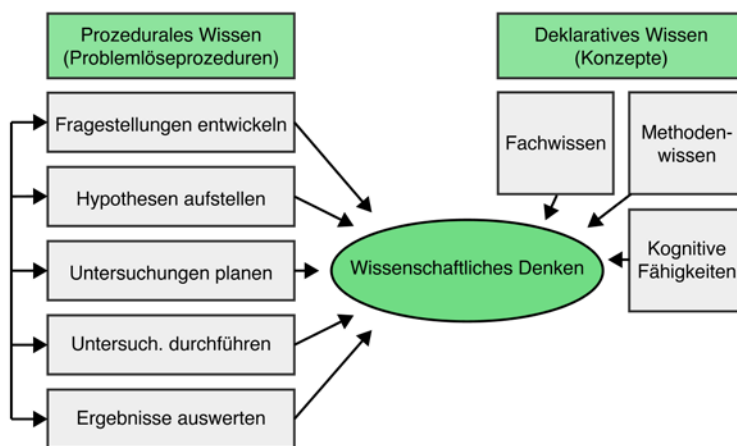 Prozedurales Wissen
(Problemlöseprozeduren)
Fragestellungen entwickeln
Hypothesen aufstellen
Untersuchungen planen
Untersuch. durchführen
Ergebnisse auswerten
Wissenschaftliches Denken
Deklaratives Wissen
(Konzepte)
Fachwissen
Methoden-
wissen
Kognitive
Fähigkeiten